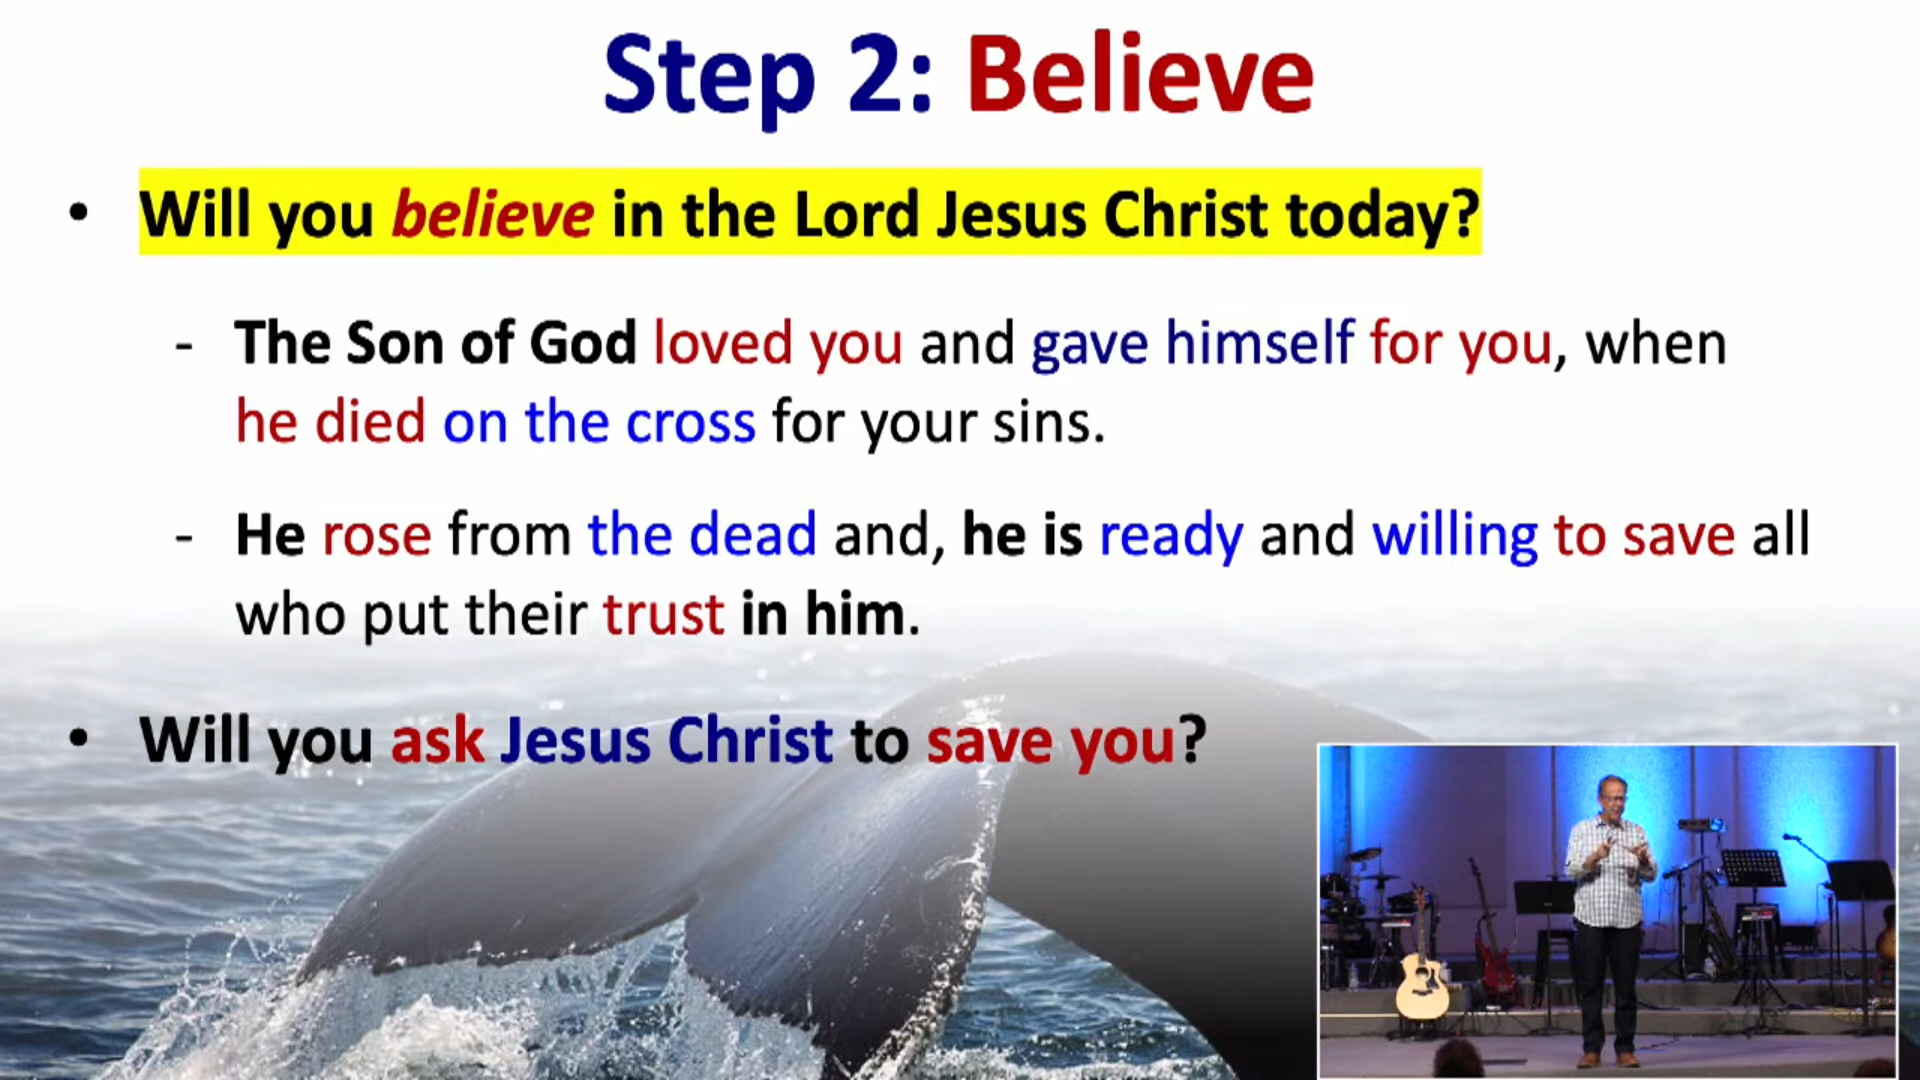 Step 2: Believe
• Will you believe in the Lord Jesus Christ today?
- The Son of God loved you and gave himself for you, when
he died on the cross for your sins.
- He rose from the dead and, he is ready and willing to save all
who put their trust in him.
• Will you ask Jesus Christ to save you?